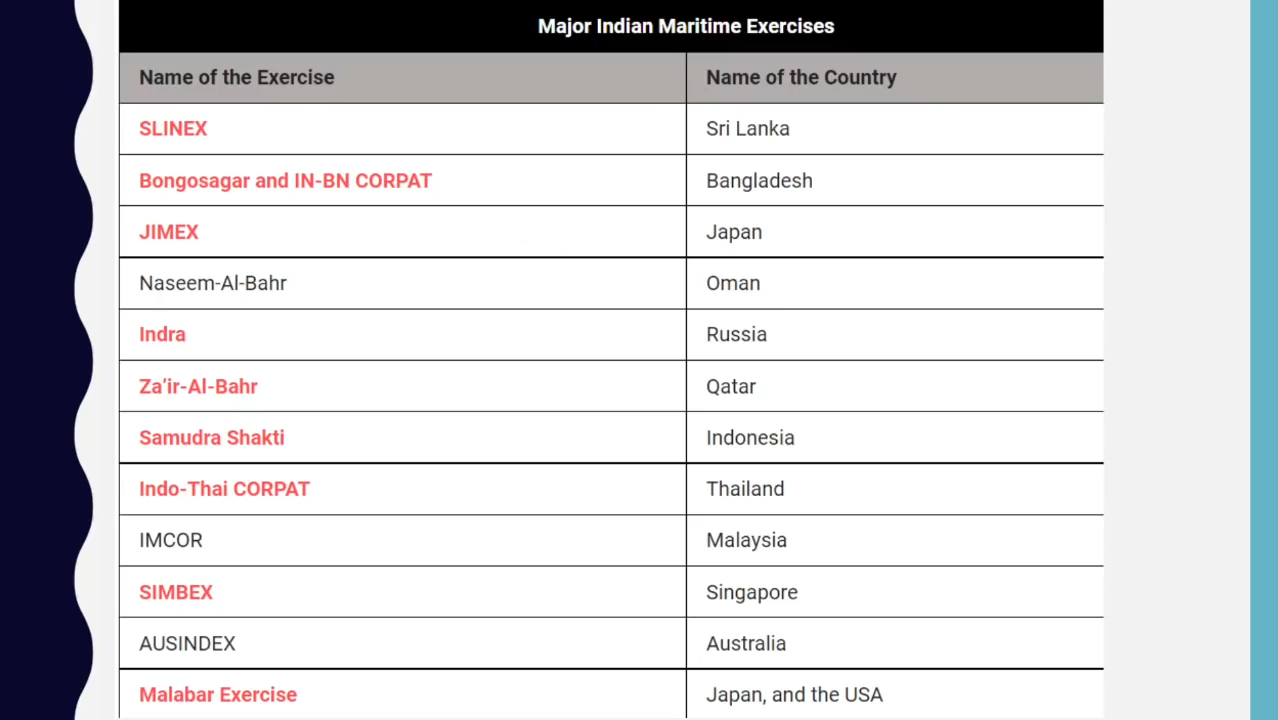 Major Indian Maritime Exercises
Name of the Exercise Name of the Country
SLINEX Sri Lanka
Bongosagar and IN-BN CORPAT Bangladesh
JIMEX Japan
Naseem-Al-Bahr Oman
Indra Russia
Za’ir-Al-Bahr Qatar
Samudra Shakti Indonesia
Indo-Thai CORPAT Thailand
IMCOR Malaysia
SIMBEX Singapore
AUSINDEX Australia
Malabar Exercise Japan, and the USA